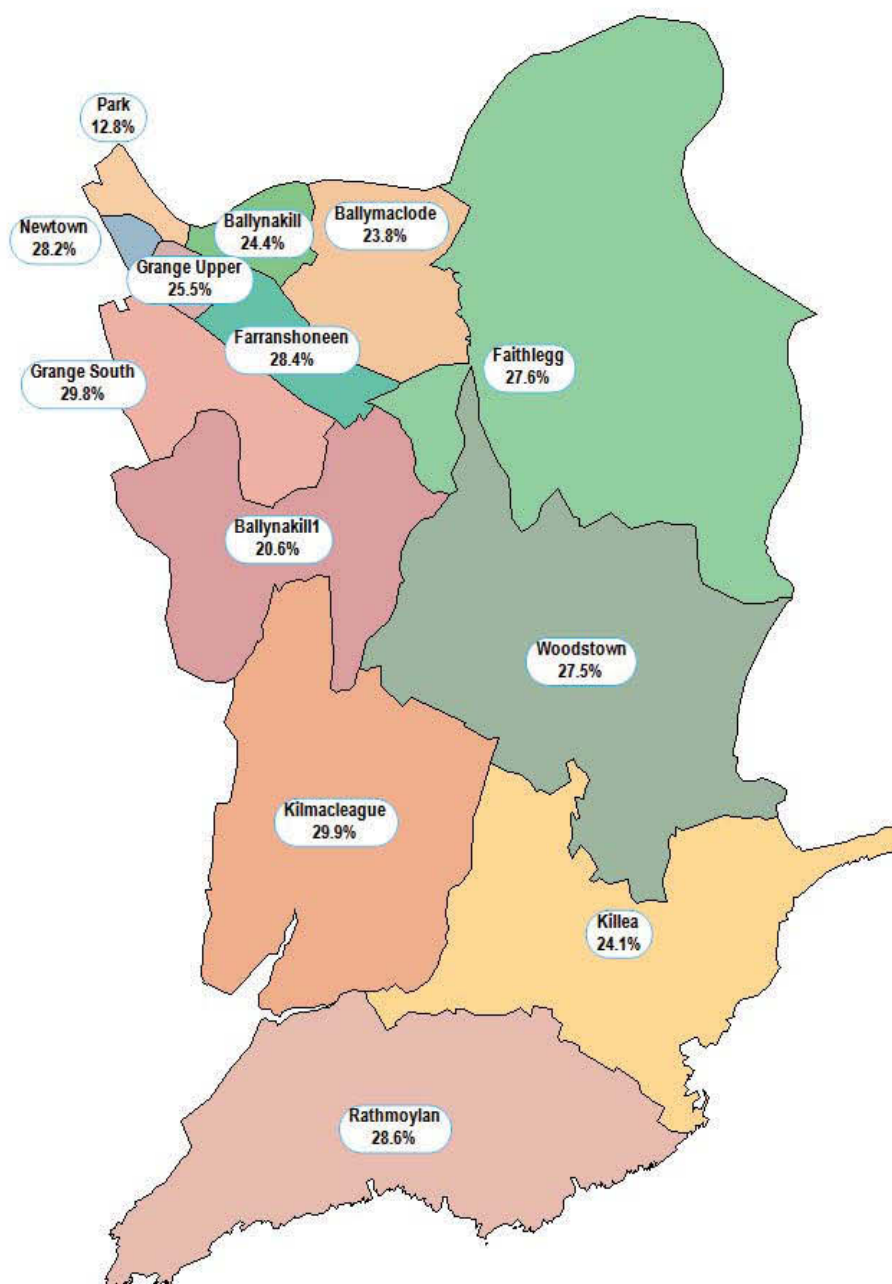 Park
12.8%
Newtown
28.2%
Ballynakill
24.4%
Ballymaclode
23.8%
Grange Upper
25.5%
Farranshoneen
28.4%
Faithlegg
27.6%
Grange South
29.8%
Ballynakill1
20.6%
Woodstown
27.5%
Kilmacleague
29.9%
Killea
24.1%
Rathmoylan
28.6%